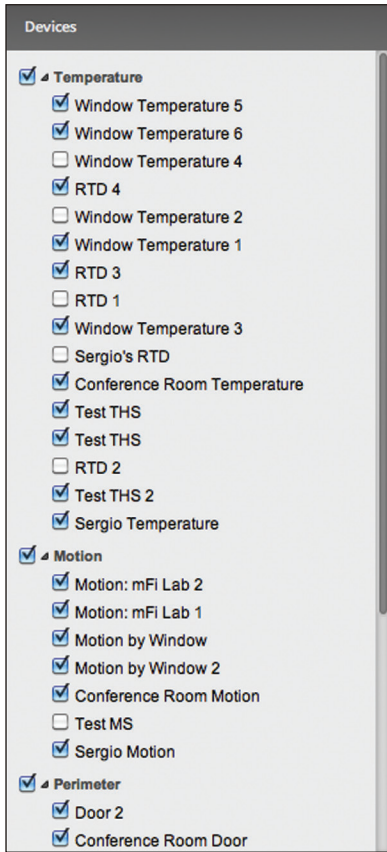 Devices
Temperature
Window Temperature 5
Window Temperature 6
Window Temperature 4
RTD 4
Window Temperature 2
Window Temperature 1
RTD 3
RTD 1
Window Temperature 3
Sergio's RTD
Conference Room Temperature
Test THS
Test THS
RTD 2
Test THS 2
Sergio Temperature
Motion
Motion: mFi Lab 2
Motion: mFi Lab 1
Motion by Window
Motion by Window 2
Conference Room Motion
Test MS
Sergio Motion
Perimeter
Door 2
Conference Room Door